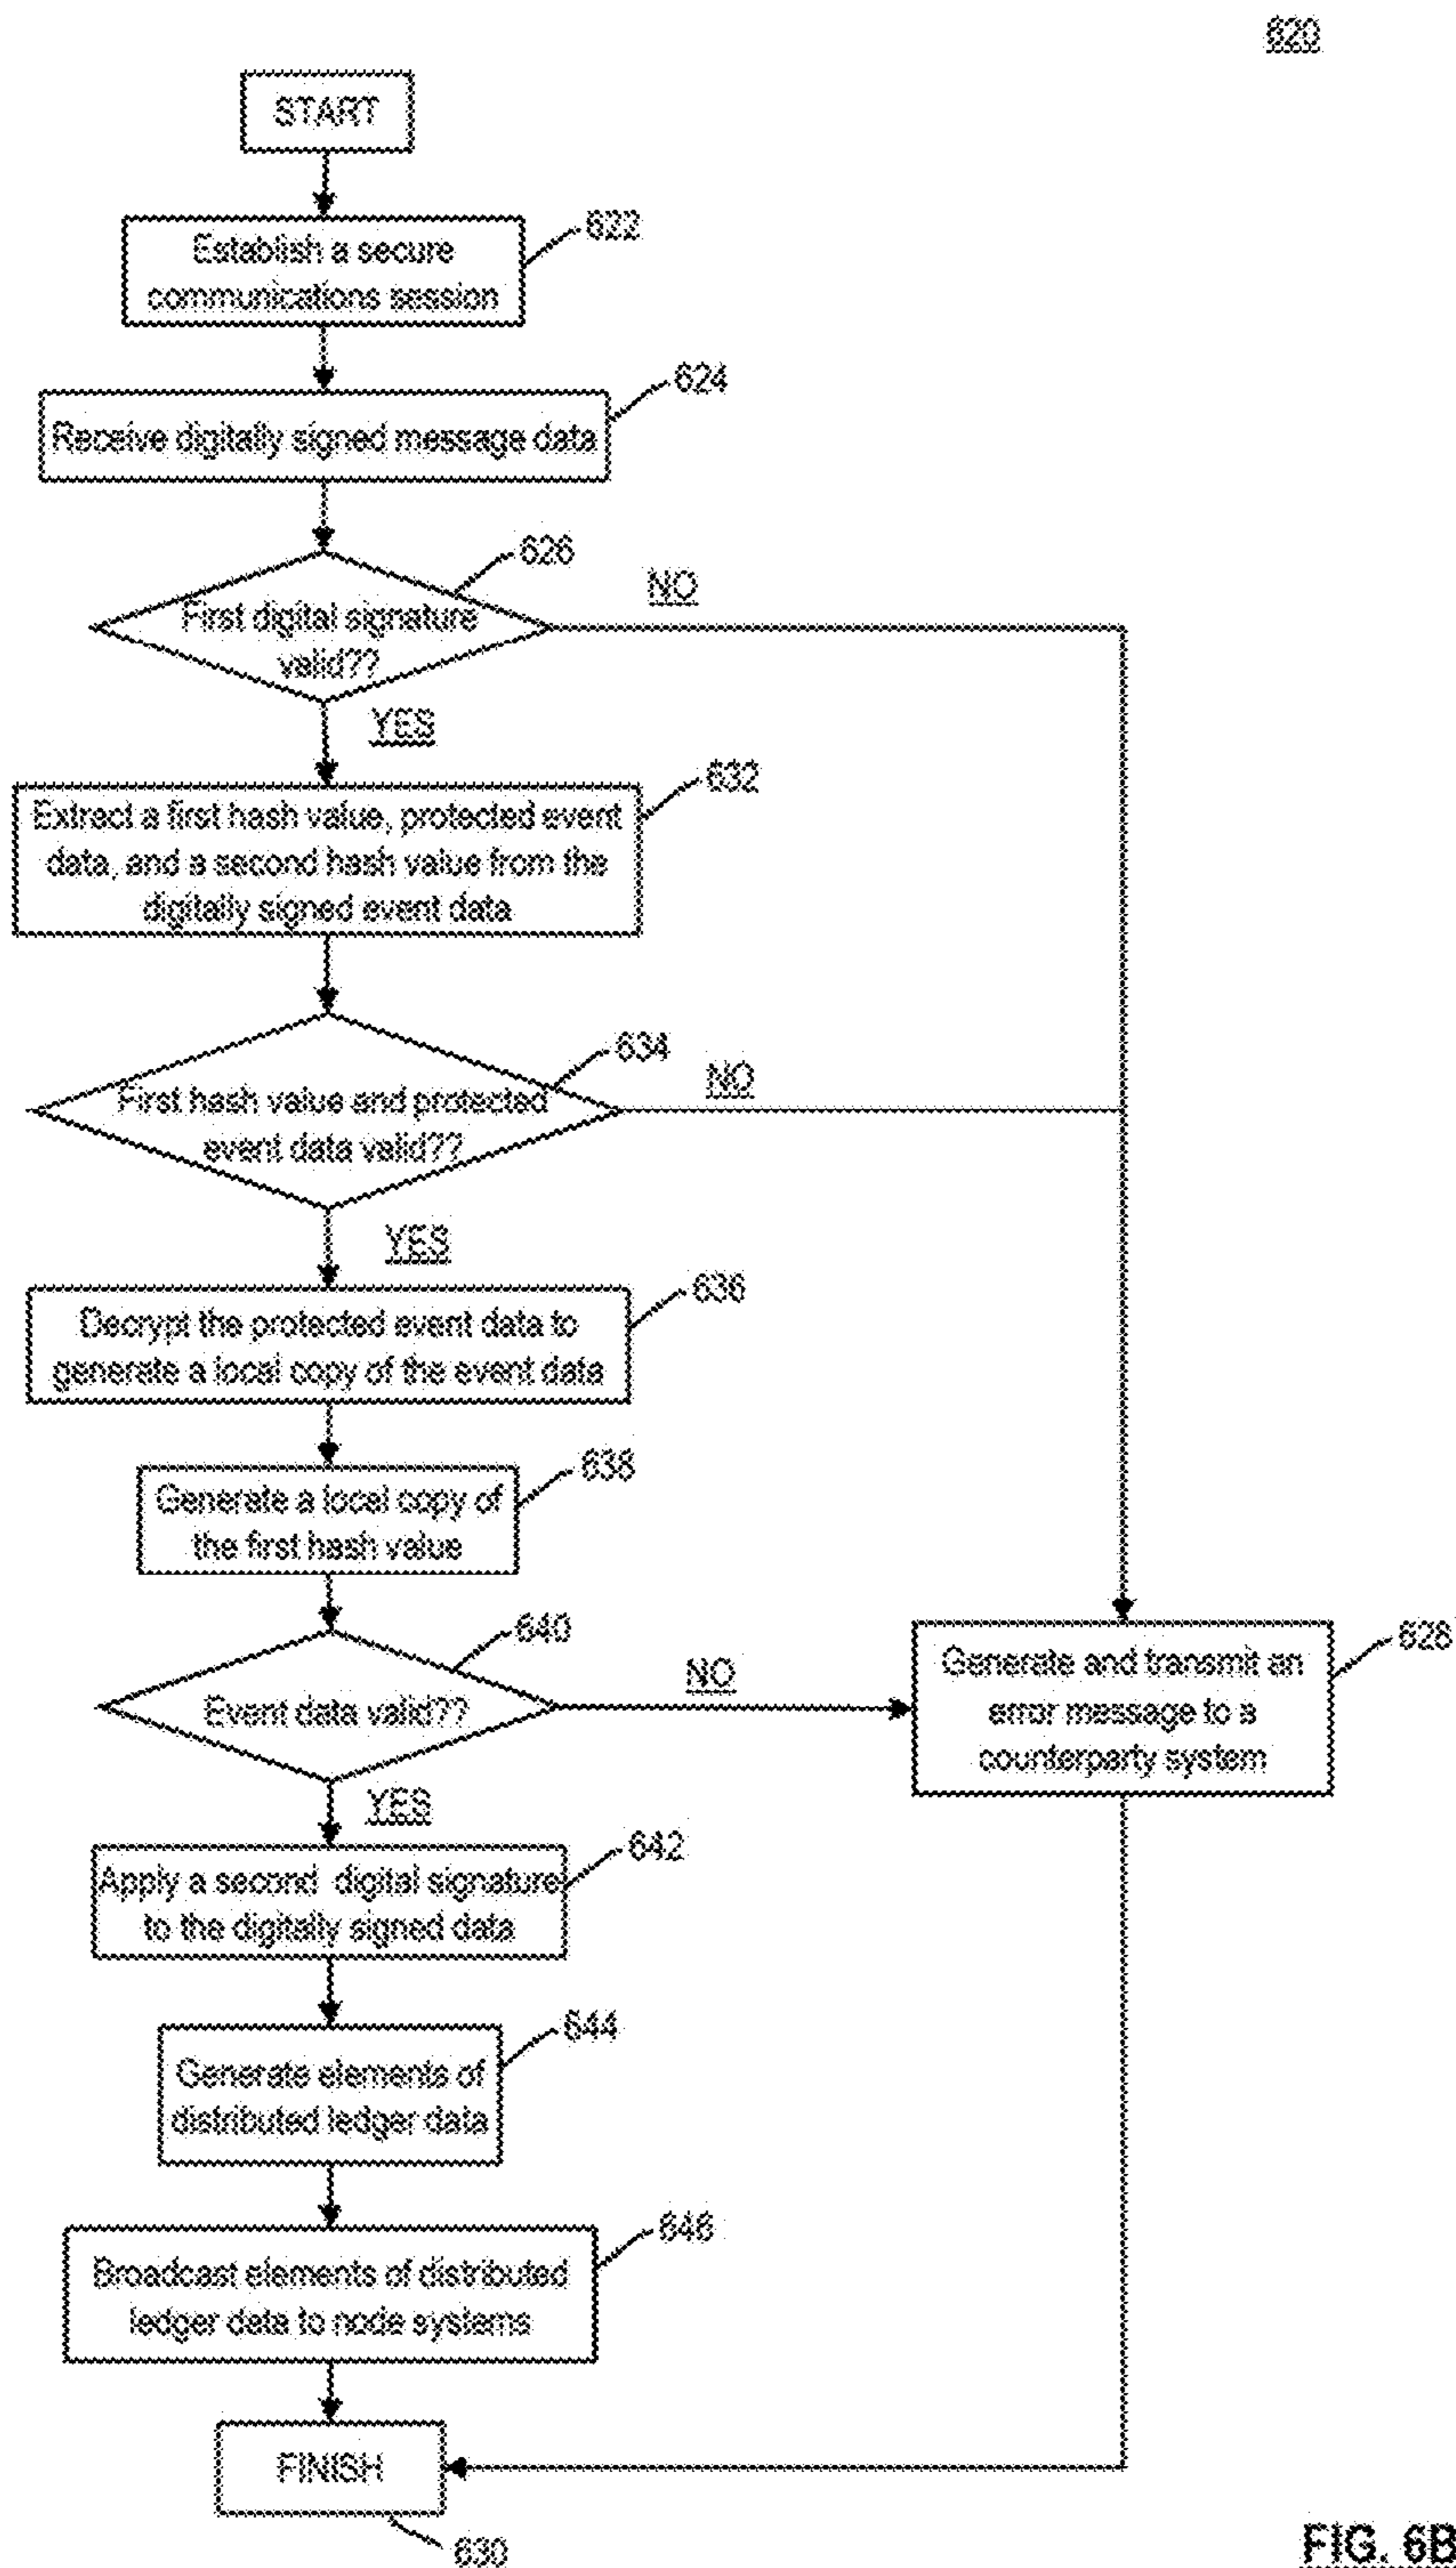 620
START
622
Establish a secure
communications session
624
Receive digitally signed message data
626
NO
First digital signature
valid??
YES
632
Extract a first hash value, protected event
data, and a second hash value from the
digitally signed event data
634
NO
First hash value and protected
event data valid??
YES
636
Decrypt the protected event data to
generate a local copy of the event data
638
Generate a local copy of
the first hash value
640
NO
Event data valid??
YES
628
Generate and transmit an
error message to a
counterparty system
642
Apply a second digital signature
to the digitally signed data
644
Generate elements of
distributed ledger data
646
Broadcast elements of distributed
ledger data to node systems
FINISH
630
FIG. 6B